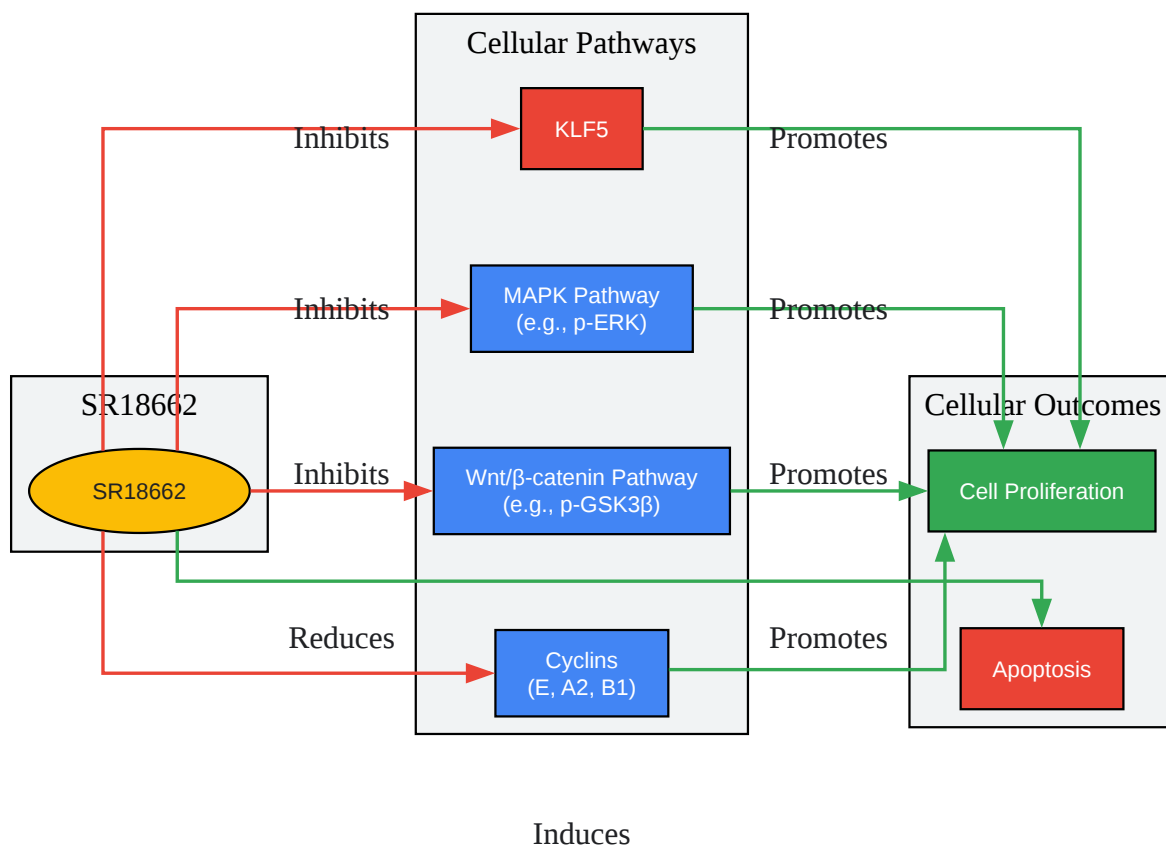 Cellular Pathways
KLF5
Inhibits
Promotes
MAPK Pathway
(e.g., p-ERK)
Inhibits
Promotes
SR18662
Cellular Outcomes
SR18662
Inhibits
Wnt/β-catenin Pathway
(e.g., p-GSK3β)
Promotes
Cell Proliferation
Reduces
Cyclins
(E, A2, B1)
Promotes
Apoptosis
Induces